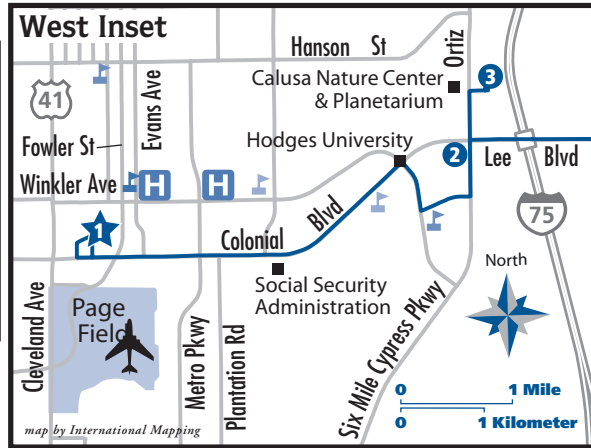 West Inset
Hanson St
Ortiz
41
Evans Ave
Calusa Nature Center
& Planetarium
3
Fowler St
Hodges University
2
Lee Blvd
Winkler Ave
H
H
75
1
Colonial Blvd
North
Social Security
Administration
Cleveland Ave
Page
Field
Metro Pkwy
Plantation Rd
Six Mile Cypress Pkwy
0 1 Mile
0 1 Kilometer
map by International Mapping